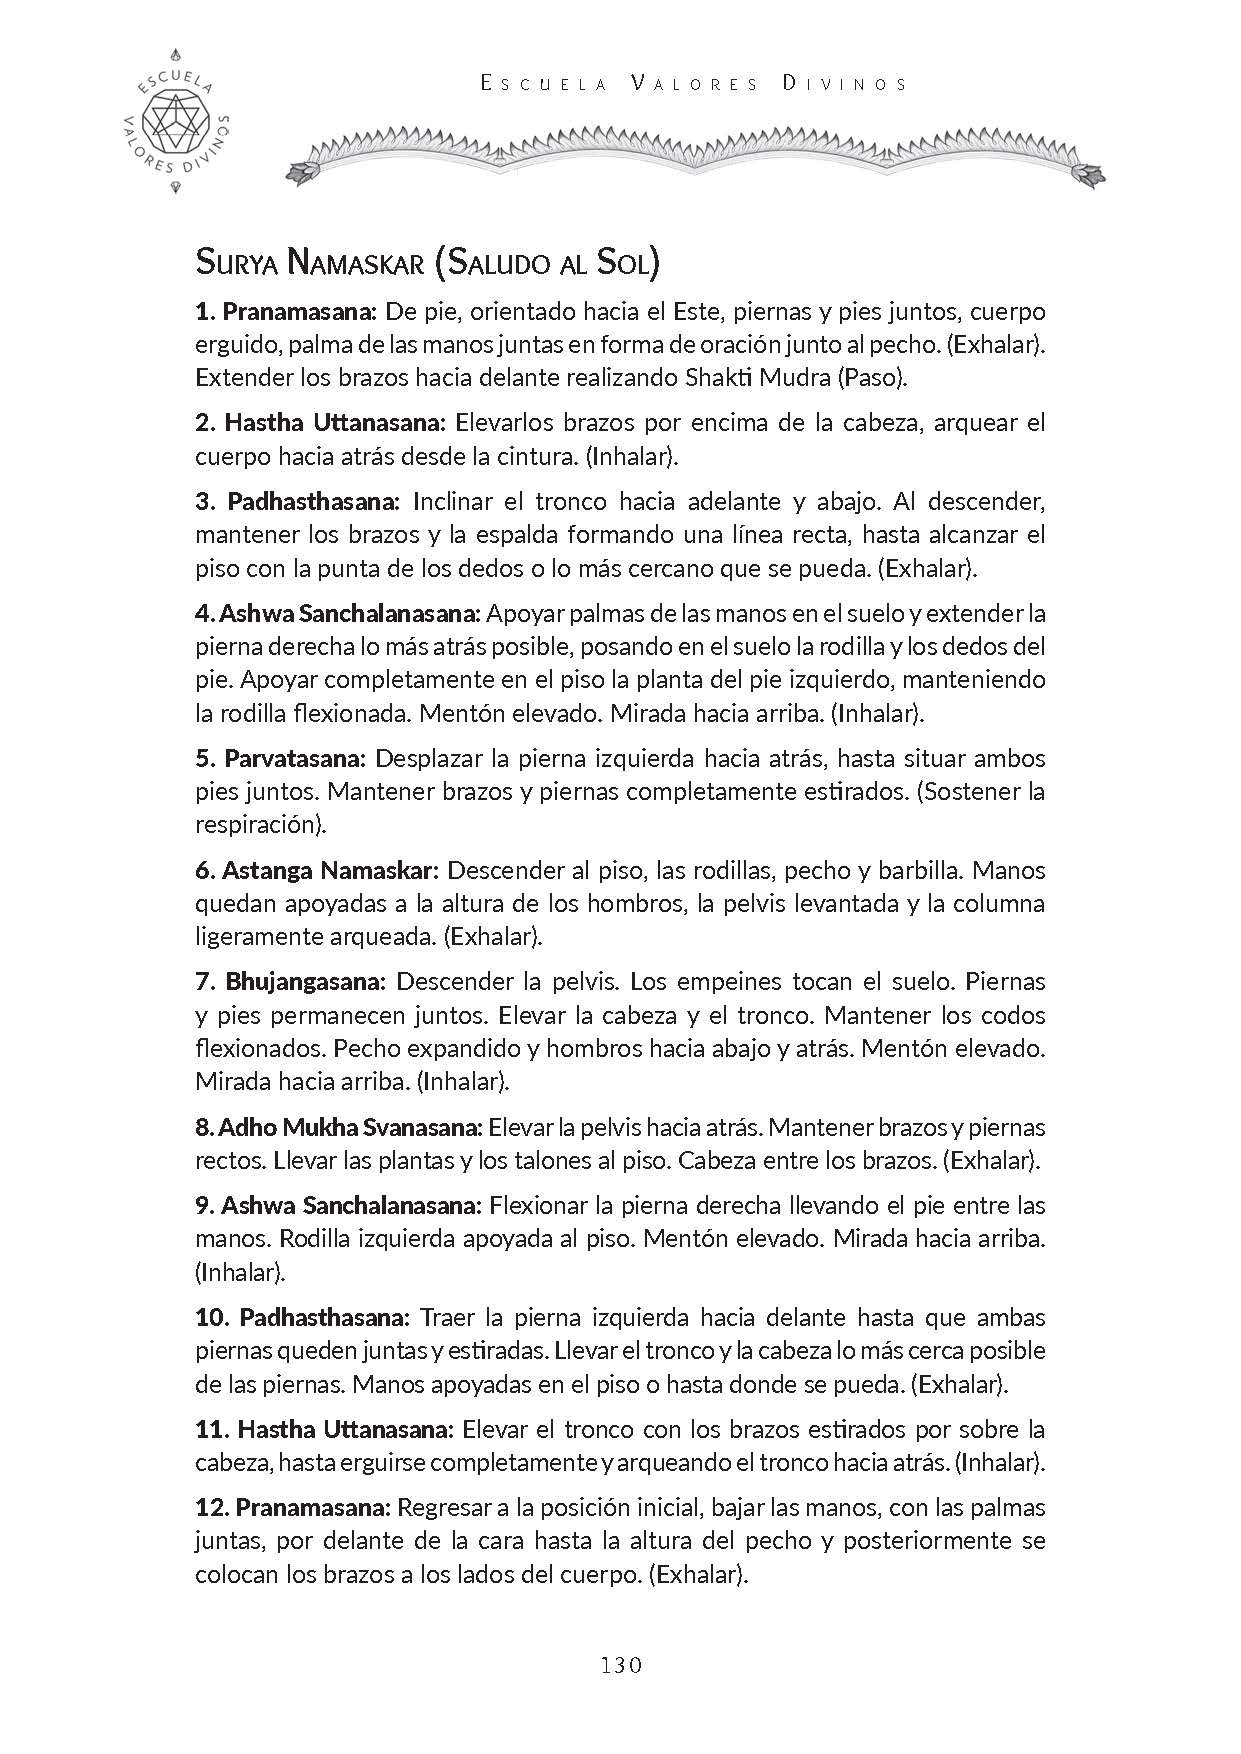 ESCUELA VALORES DIVINOS
ESCUELA VALORES DIVINOS
SURYA NAMASKAR (SALUDO AL SOL)
1. Pranamasana: De pie, orientado hacia el Este, piernas y pies juntos, cuerpo
erguido, palma de las manos juntas en forma de oración junto al pecho. (Exhalar).
Extender los brazos hacia delante realizando Shakti Mudra (Paso).
2. Hastha Uttanasana: Elevarlos brazos por encima de la cabeza, arquear el
cuerpo hacia atrás desde la cintura. (Inhalar).
3. Padhasthasana: Inclinar el tronco hacia adelante y abajo. Al descender,
mantener los brazos y la espalda formando una línea recta, hasta alcanzar el
piso con la punta de los dedos o lo más cercano que se pueda. (Exhalar).
4. Ashwa Sanchalanasana: Apoyar palmas de las manos en el suelo y extender la
pierna derecha lo más atrás posible, posando en el suelo la rodilla y los dedos del
pie. Apoyar completamente en el piso la planta del pie izquierdo, manteniendo
la rodilla flexionada. Mentón elevado. Mirada hacia arriba. (Inhalar).
5. Parvatasana: Desplazar la pierna izquierda hacia atrás, hasta situar ambos
pies juntos. Mantener brazos y piernas completamente estirados. (Sostener la
respiración).
6. Astanga Namaskar: Descender al piso, las rodillas, pecho y barbilla. Manos
quedan apoyadas a la altura de los hombros, la pelvis levantada y la columna
ligeramente arqueada. (Exhalar).
7. Bhujangasana: Descender la pelvis. Los empeines tocan el suelo. Piernas
y pies permanecen juntos. Elevar la cabeza y el tronco. Mantener los codos
flexionados. Pecho expandido y hombros hacia abajo y atrás. Mentón elevado.
Mirada hacia arriba. (Inhalar).
8. Adho Mukha Svanasana: Elevar la pelvis hacia atrás. Mantener brazos y piernas
rectos. Llevar las plantas y los talones al piso. Cabeza entre los brazos. (Exhalar).
9. Ashwa Sanchalanasana: Flexionar la pierna derecha llevando el pie entre las
manos. Rodilla izquierda apoyada al piso. Mentón elevado. Mirada hacia arriba.
(Inhalar).
10. Padhasthasana: Traer la pierna izquierda hacia delante hasta que ambas
piernas queden juntas y estiradas. Llevar el tronco y la cabeza lo más cerca posible
de las piernas. Manos apoyadas en el piso o hasta donde se pueda. (Exhalar).
11. Hastha Uttanasana: Elevar el tronco con los brazos estirados por sobre la
cabeza, hasta erguirse completamente y arqueando el tronco hacia atrás. (Inhalar).
12. Pranamasana: Regresar a la posición inicial, bajar las manos, con las palmas
juntas, por delante de la cara hasta la altura del pecho y posteriormente se
colocan los brazos a los lados del cuerpo. (Exhalar).
130